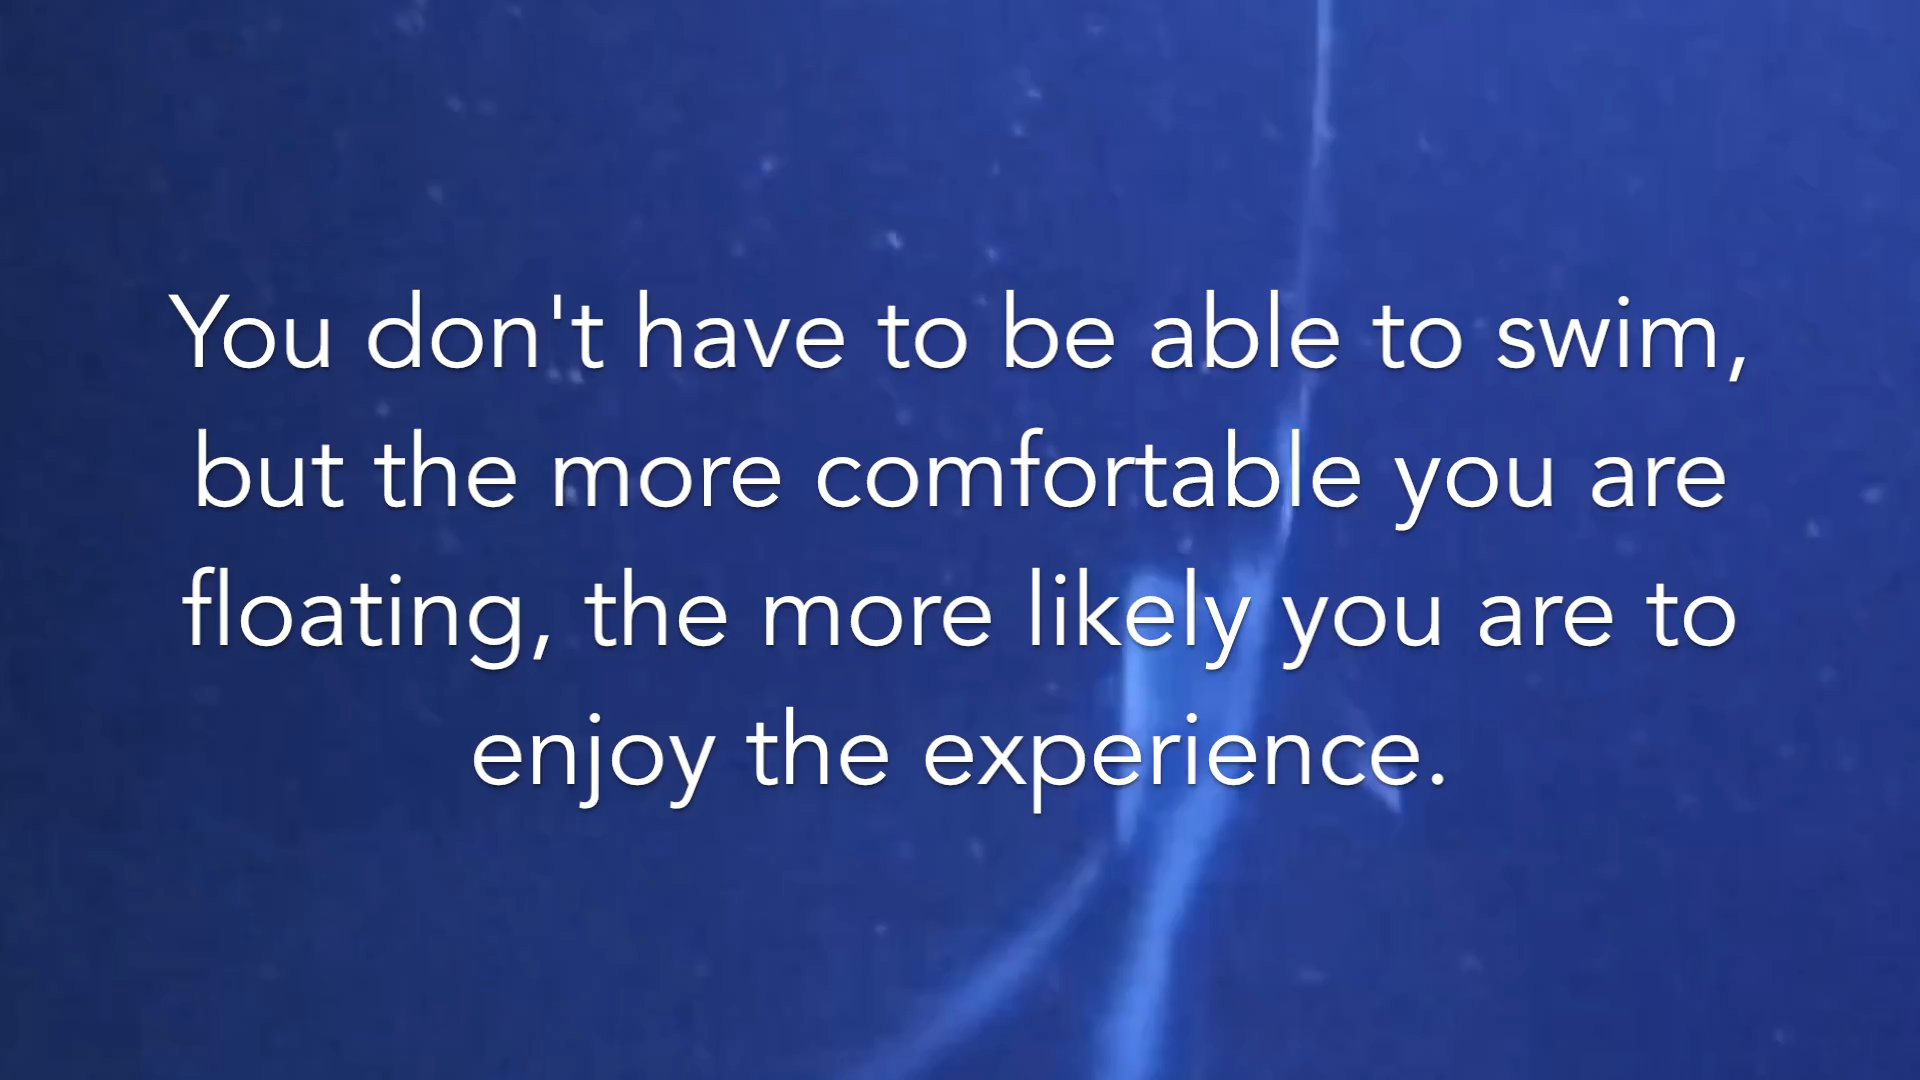 You don't have to be able to swim,
but the more comfortable you are
floating, the more likely you are to
enjoy the experience.